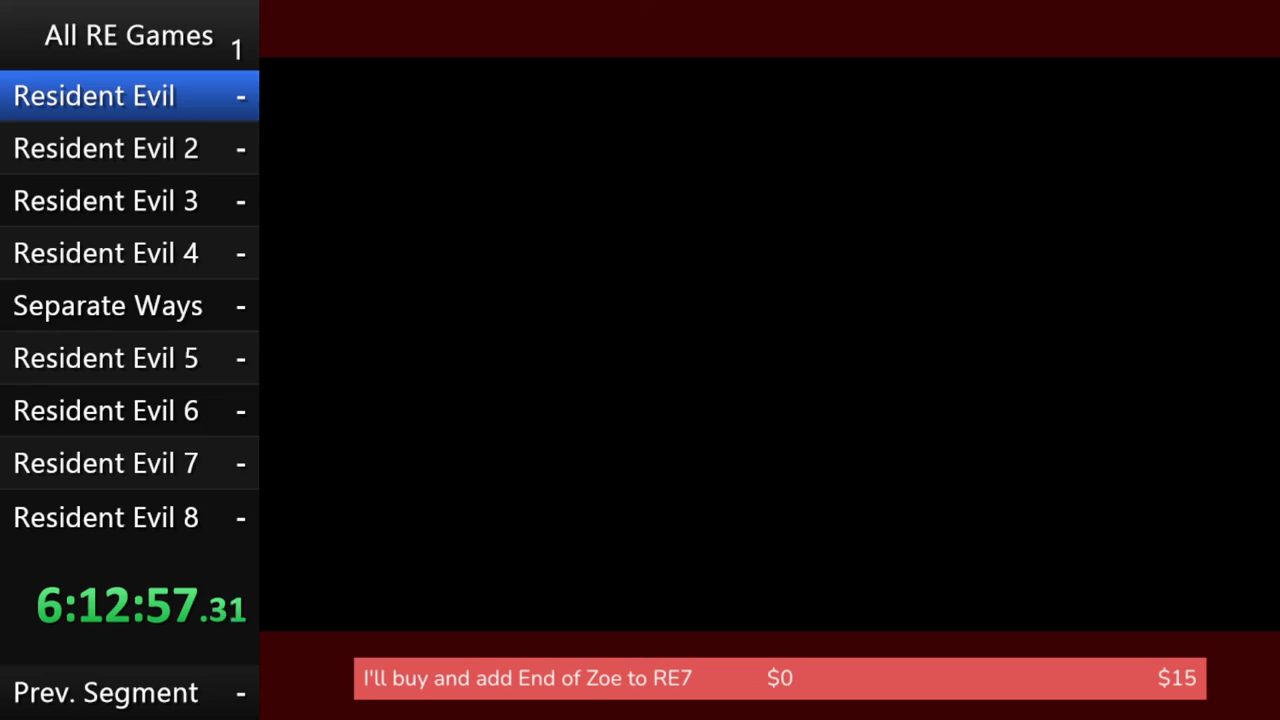 All RE Games 1
Resident Evil -
Resident Evil 2 -
Resident Evil 3 -
Resident Evil 4 -
Separate Ways -
Resident Evil 5 -
Resident Evil 6 -
Resident Evil 7 -
Resident Evil 8 -
6:12:57.31
Prev. Segment -
I'll buy and add End of Zoe to RE7 $0 $15